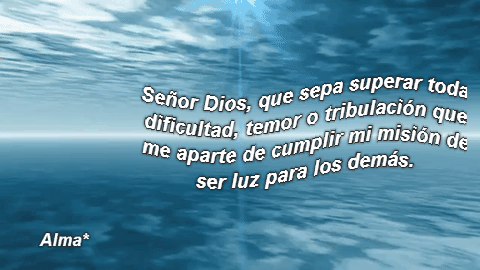 Señor Dios, que sepa superar toda
dificultad, temor o tribulación que
me aparte de cumplir mi misión de
ser luz para los demás.
Alma*